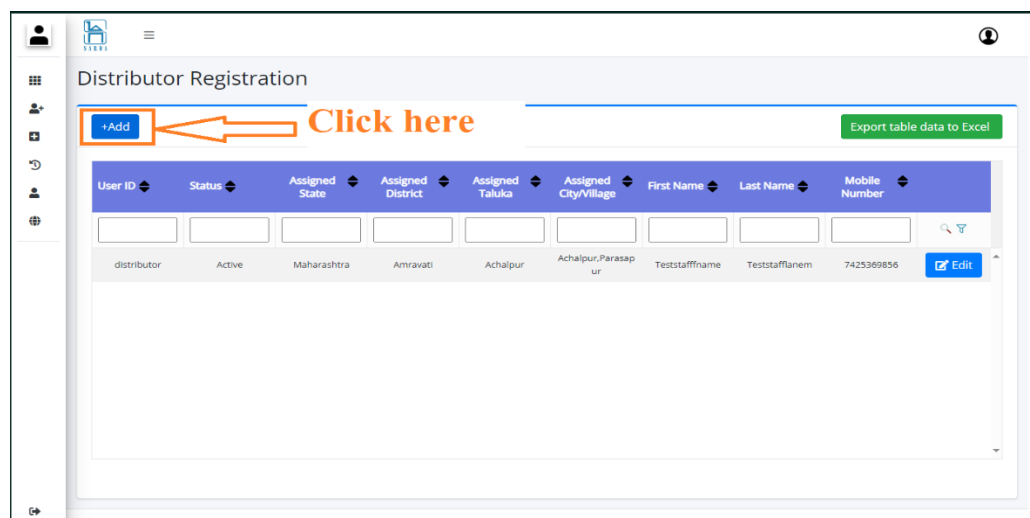 SARRA
Distributor Registration
+Add
Click here
Export table data to Excel
User ID Status Assigned State Assigned District Assigned Taluka Assigned City/Village First Name Last Name Mobile Number
distributor Active Maharashtra Amravati Achalpur Achalpur,Parasapur Teststafffname Teststafflanem 7425369856 Edit